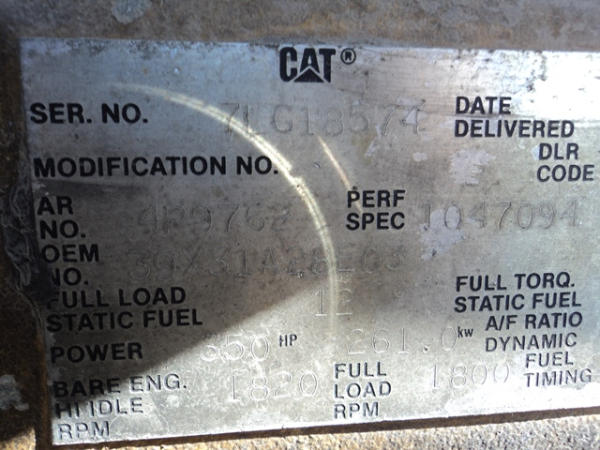 CAT®
SER. NO. 7LG18574 DATE DELIVERED
MODIFICATION NO. DLR CODE
AR NO. PERF SPEC 1047094
OEM NO.
FULL LOAD STATIC FUEL FULL TORQ. STATIC FUEL
POWER 350 HP 261.0 kw A/F RATIO DYNAMIC
BARE ENG. HI IDLE RPM 1820 FULL LOAD RPM 1800 FUEL TIMING